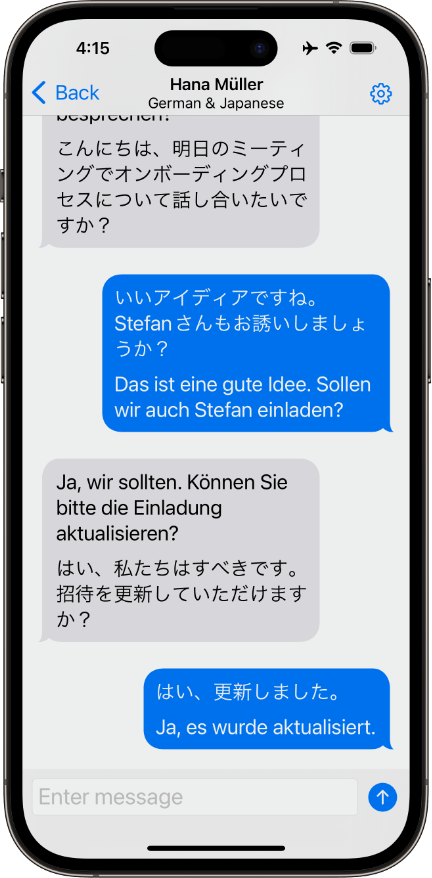 4:15
Back
Hana Müller
German & Japanese
besprechen?
こんにちは、明日のミーティ
ングでオンボーディングプロ
セスについて話し合いたいで
すか？
いいアイディアですね。
Stefanさんもお誘いしましょ
うか？
Das ist eine gute Idee. Sollen
wir auch Stefan einladen?
Ja, wir sollten. Können Sie
bitte die Einladung
aktualisieren?
はい、私たちはすべきです。
招待を更新していただけます
か？
はい、更新しました。
Ja, es wurde aktualisiert.
Enter message